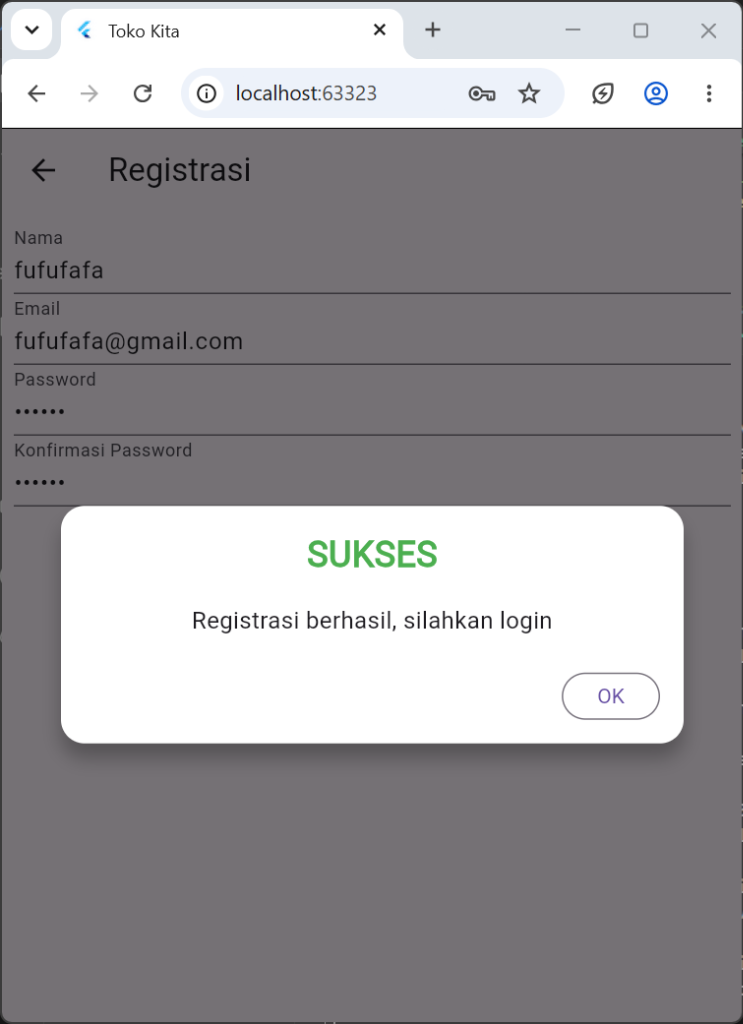 Toko Kita
localhost:63323
Registrasi
Nama
fufufafa
Email
fufufafa@gmail.com
Password
••••••
Konfirmasi Password
••••••
SUKSES
Registrasi berhasil, silahkan login
OK